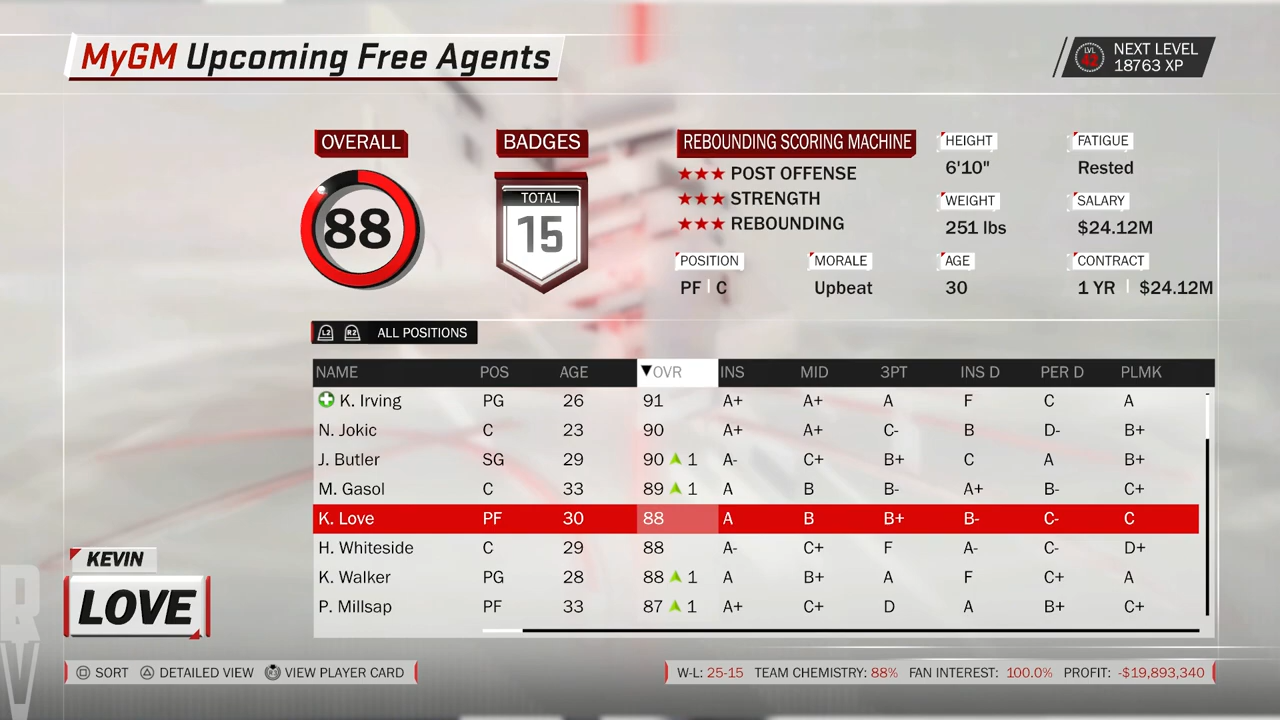 MyGM Upcoming Free Agents
LVL 42
NEXT LEVEL
18763 XP
OVERALL
88
BADGES
TOTAL
15
REBOUNDING SCORING MACHINE
★★★ POST OFFENSE
★★★ STRENGTH
★★★ REBOUNDING
HEIGHT
6'10"
FATIGUE
Rested
WEIGHT
251 lbs
SALARY
$24.12M
POSITION
PF | C
MORALE
Upbeat
AGE
30
CONTRACT
1 YR | $24.12M
L2 R2 ALL POSITIONS
NAME POS AGE ▼OVR INS MID 3PT INS D PER D PLMK
K. Irving PG 26 91 A+ A+ A F C A
N. Jokic C 23 90 A+ A+ C- B D- B+
J. Butler SG 29 90 ▲ 1 A- C+ B+ C A B+
M. Gasol C 33 89 ▲ 1 A B B- A+ B- C+
K. Love PF 30 88 A B B+ B- C- C
H. Whiteside C 29 88 A- C+ F A- C- D+
K. Walker PG 28 88 ▲ 1 A B+ A F C+ A
P. Millsap PF 33 87 ▲ 1 A+ C+ D A B+ C+
KEVIN
LOVE
SORT DETAILED VIEW R3 VIEW PLAYER CARD
W-L: 25-15 TEAM CHEMISTRY: 88% FAN INTEREST: 100.0% PROFIT: -$19,893,340